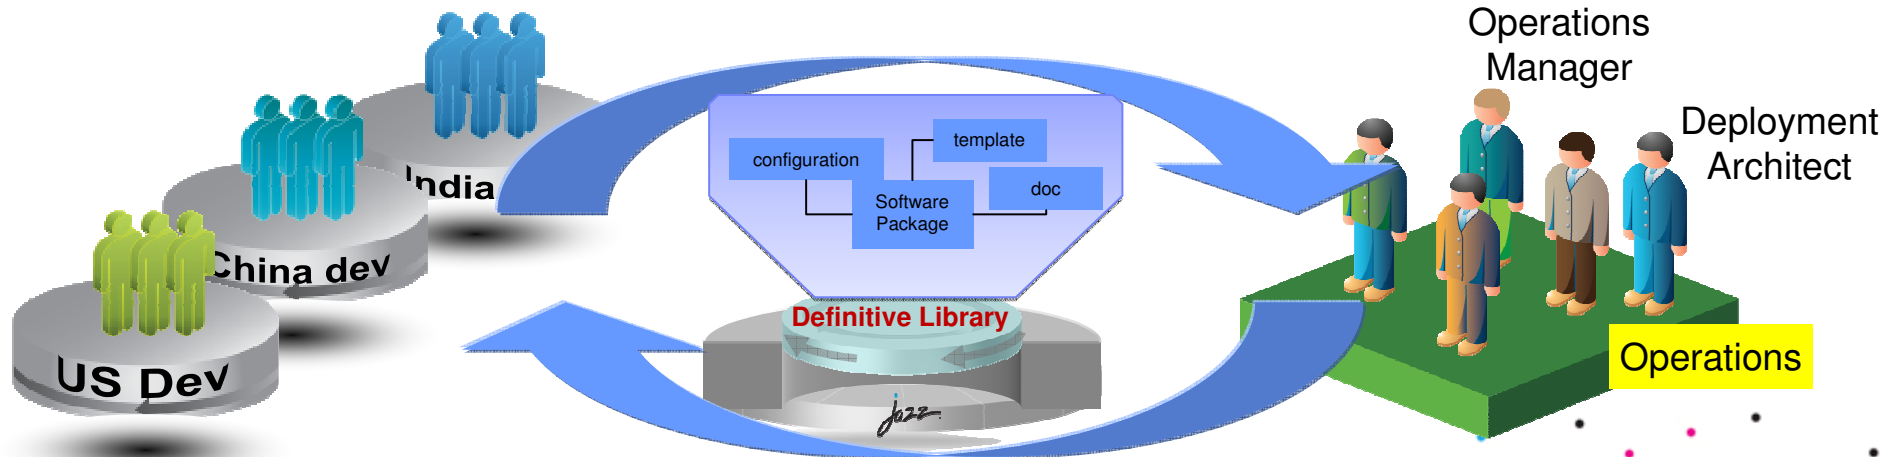 Operations
Manager
Deployment
Architect
India
China dev
US Dev
configuration
template
doc
Software
Package
Definitive Library
Jazz
Operations